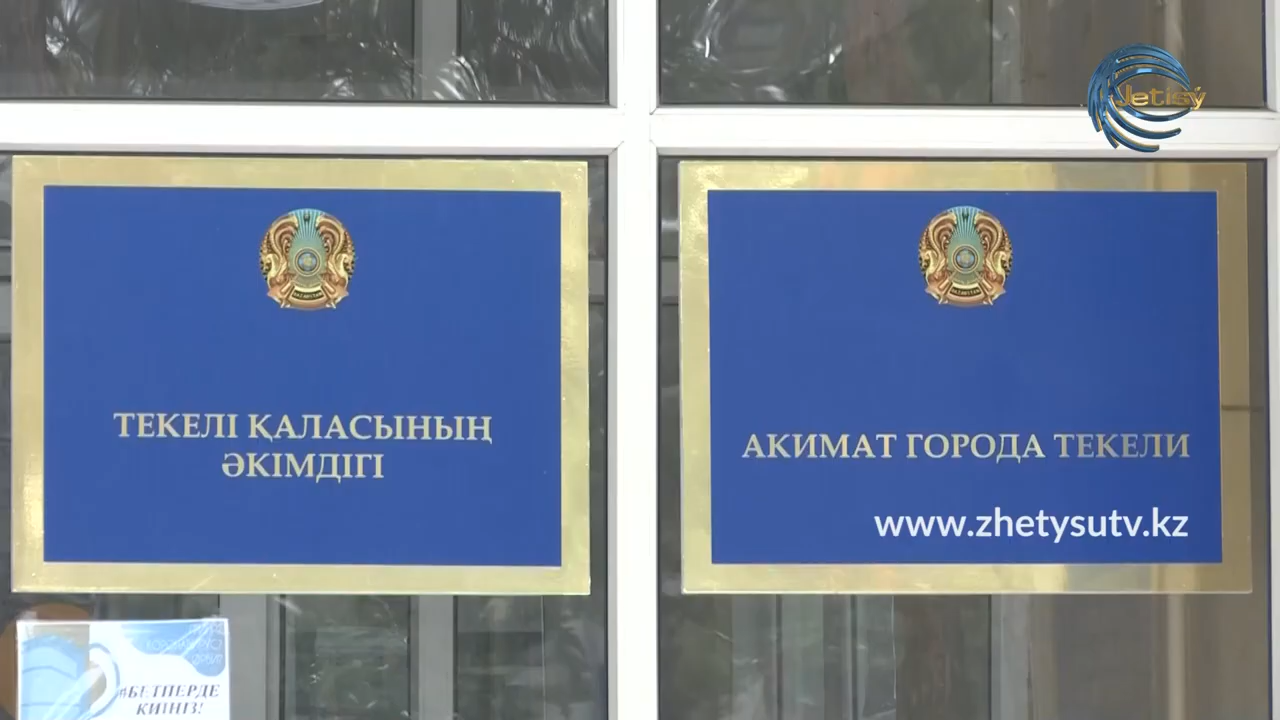 Jetisý
ТЕКЕЛІ ҚАЛАСЫНЫҢ
ӘКІМДІГІ
АКИМАТ ГОРОДА ТЕКЕЛИ
www.zhetysutv.kz
#БЕТПЕРДЕ
КИІҢІЗ!